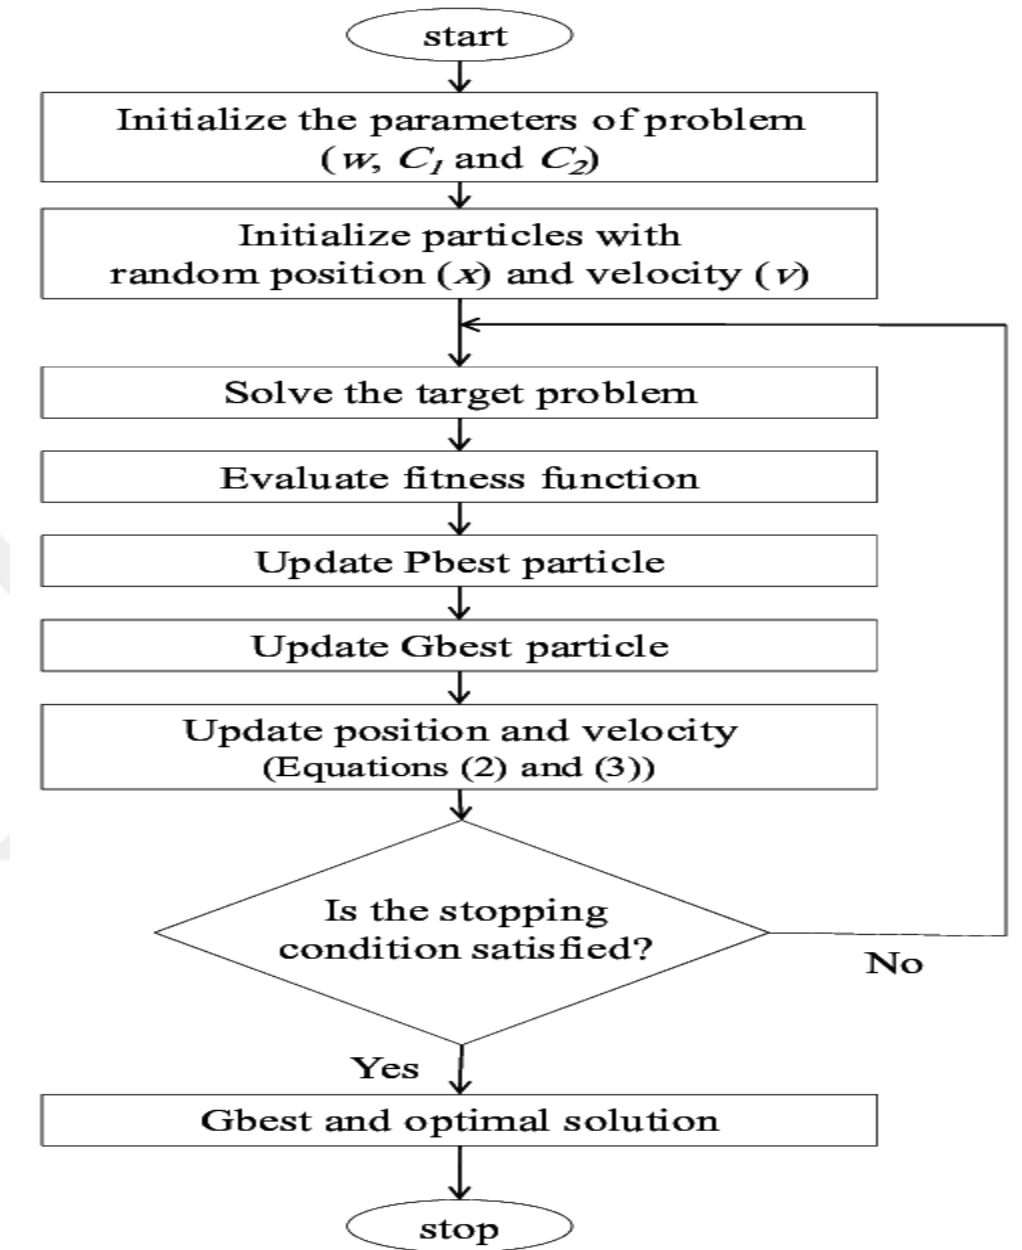 start
Initialize the parameters of problem
(w, C₁ and C₂)
Initialize particles with
random position (x) and velocity (v)
Solve the target problem
Evaluate fitness function
Update Pbest particle
Update Gbest particle
Update position and velocity
(Equations (2) and (3))
Is the stopping
condition satisfied?
No
Yes
Gbest and optimal solution
stop